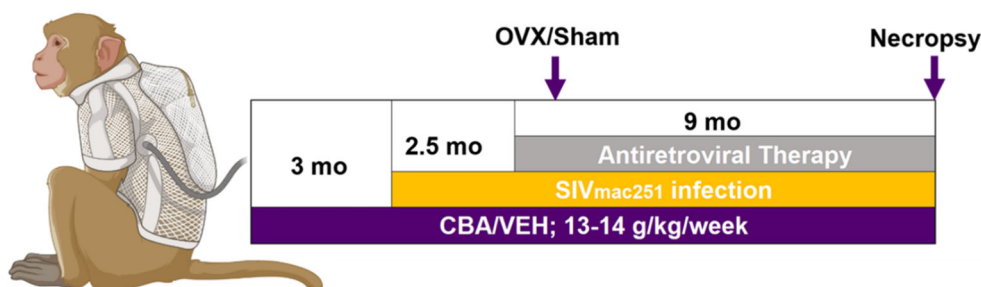 OVX/Sham
Necropsy
3 mo
2.5 mo
9 mo
Antiretroviral Therapy
SIVmac251 infection
CBA/VEH; 13-14 g/kg/week